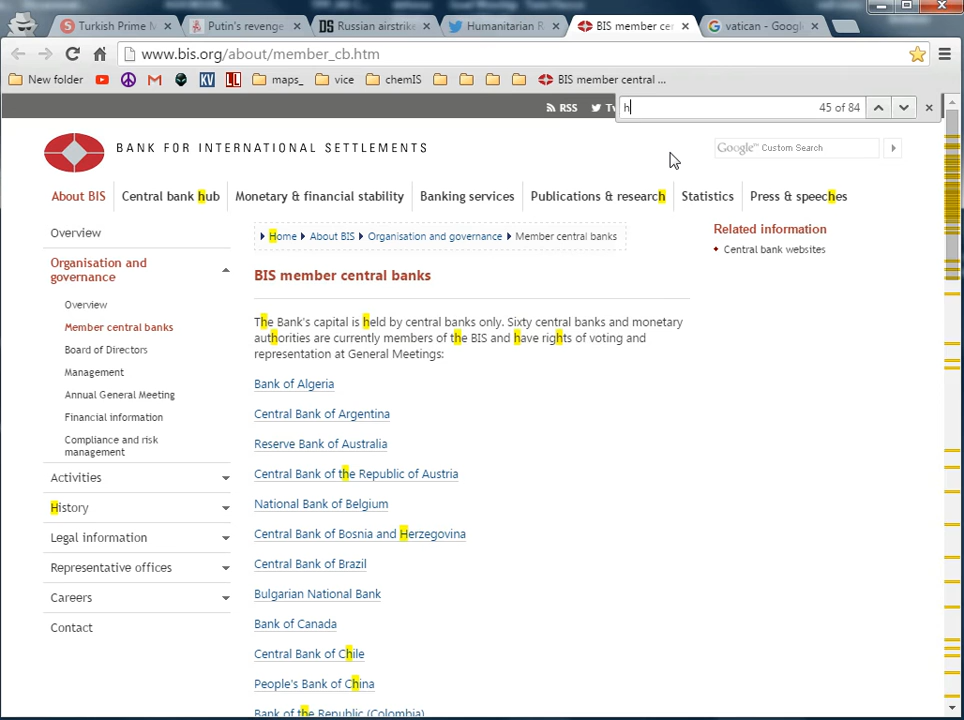 Turkish Prime M
Putin's revenge
Russian airstrike
Humanitarian R
BIS member cer
vatican - Google
www.bis.org/about/member_cb.htm
New folder
KV
LL
maps_
vice
chemIS
BIS member central ...
RSS
Tw
h
45 of 84
BANK FOR INTERNATIONAL SETTLEMENTS
Google™ Custom Search
About BIS
Central bank hub
Monetary & financial stability
Banking services
Publications & research
Statistics
Press & speeches
Overview
Organisation and
governance
Overview
Member central banks
Board of Directors
Management
Annual General Meeting
Financial information
Compliance and risk
management
Activities
History
Legal information
Representative offices
Careers
Contact
Home
About BIS
Organisation and governance
Member central banks
BIS member central banks
The Bank's capital is held by central banks only. Sixty central banks and monetary
authorities are currently members of the BIS and have rights of voting and
representation at General Meetings:
Bank of Algeria
Central Bank of Argentina
Reserve Bank of Australia
Central Bank of the Republic of Austria
National Bank of Belgium
Central Bank of Bosnia and Herzegovina
Central Bank of Brazil
Bulgarian National Bank
Bank of Canada
Central Bank of Chile
People's Bank of China
Bank of the Republic (Colombia)
Related information
Central bank websites